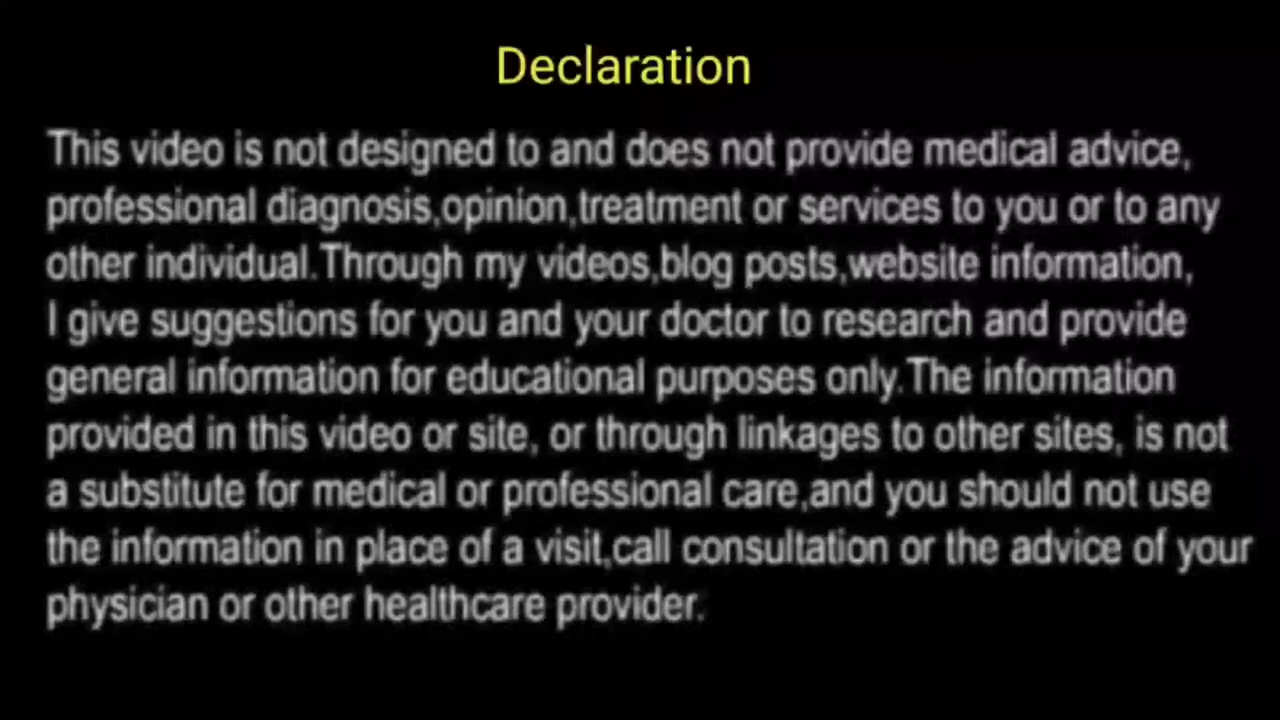 Declaration
This video is not designed to and does not provide medical advice,
professional diagnosis,opinion,treatment or services to you or to any
other individual.Through my videos,blog posts,website information,
I give suggestions for you and your doctor to research and provide
general information for educational purposes only.The information
provided in this video or site, or through linkages to other sites, is not
a substitute for medical or professional care,and you should not use
the information in place of a visit,call consultation or the advice of your
physician or other healthcare provider.